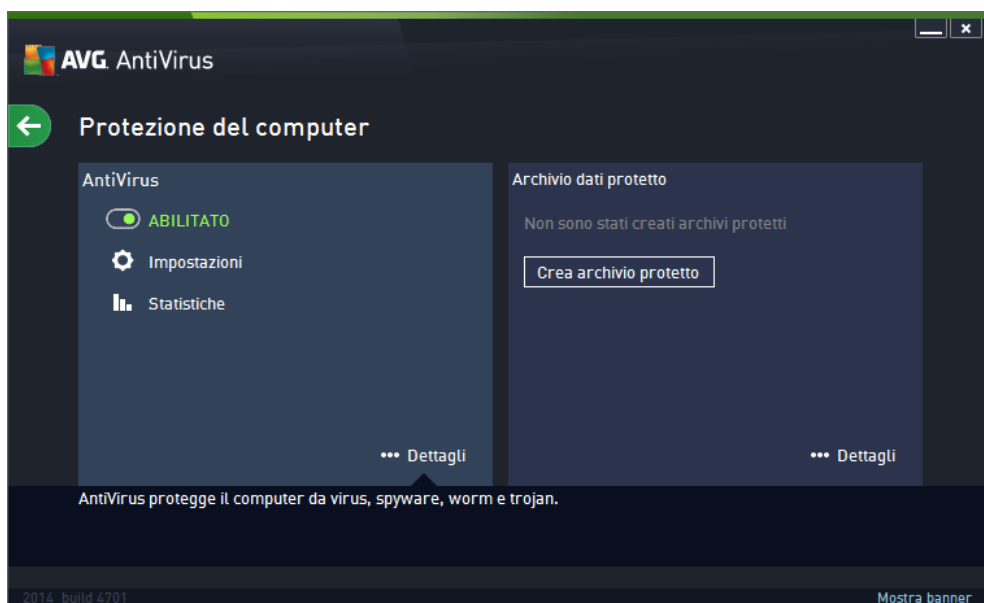 AVG. AntiVirus
Protezione del computer
AntiVirus
ABILITATO
Impostazioni
Statistiche
Dettagli
Archivio dati protetto
Non sono stati creati archivi protetti
Crea archivio protetto
Dettagli
AntiVirus protegge il computer da virus, spyware, worm e trojan.
2014 build 4701
Mostra banner